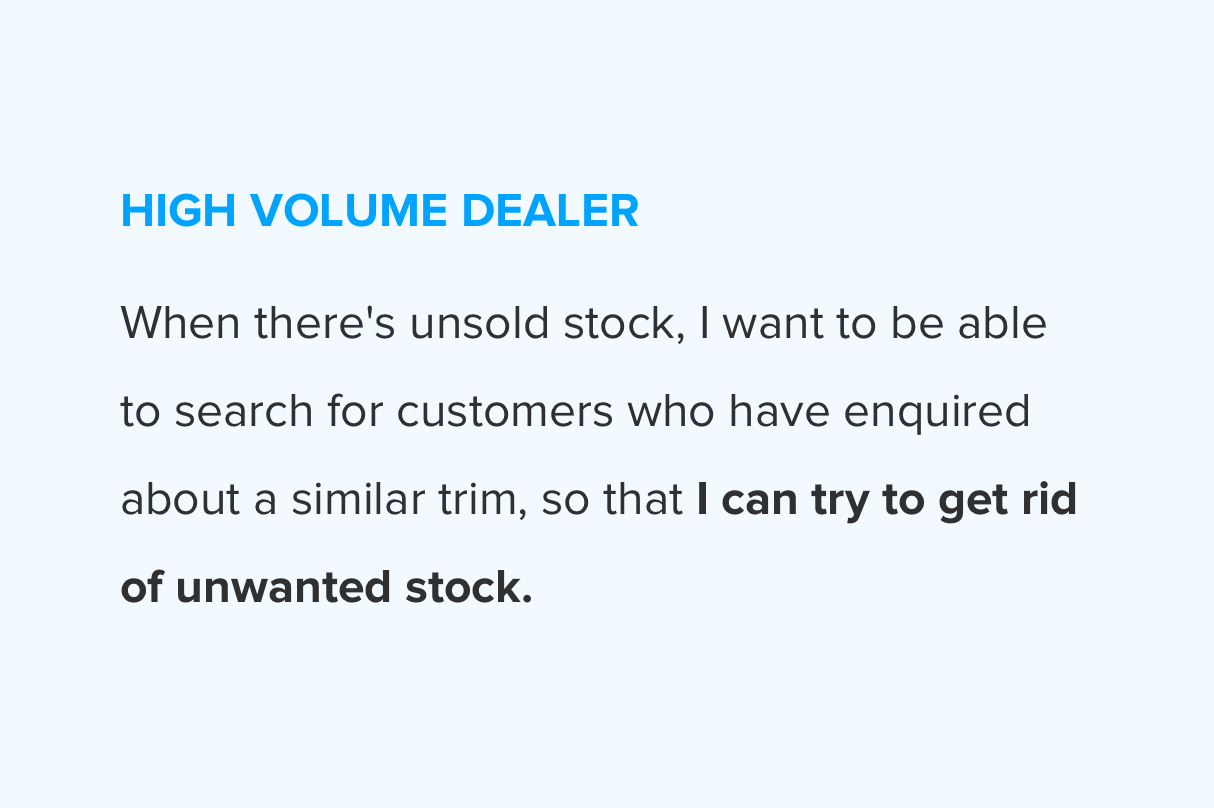 HIGH VOLUME DEALER
When there's unsold stock, I want to be able
to search for customers who have enquired
about a similar trim, so that I can try to get rid
of unwanted stock.